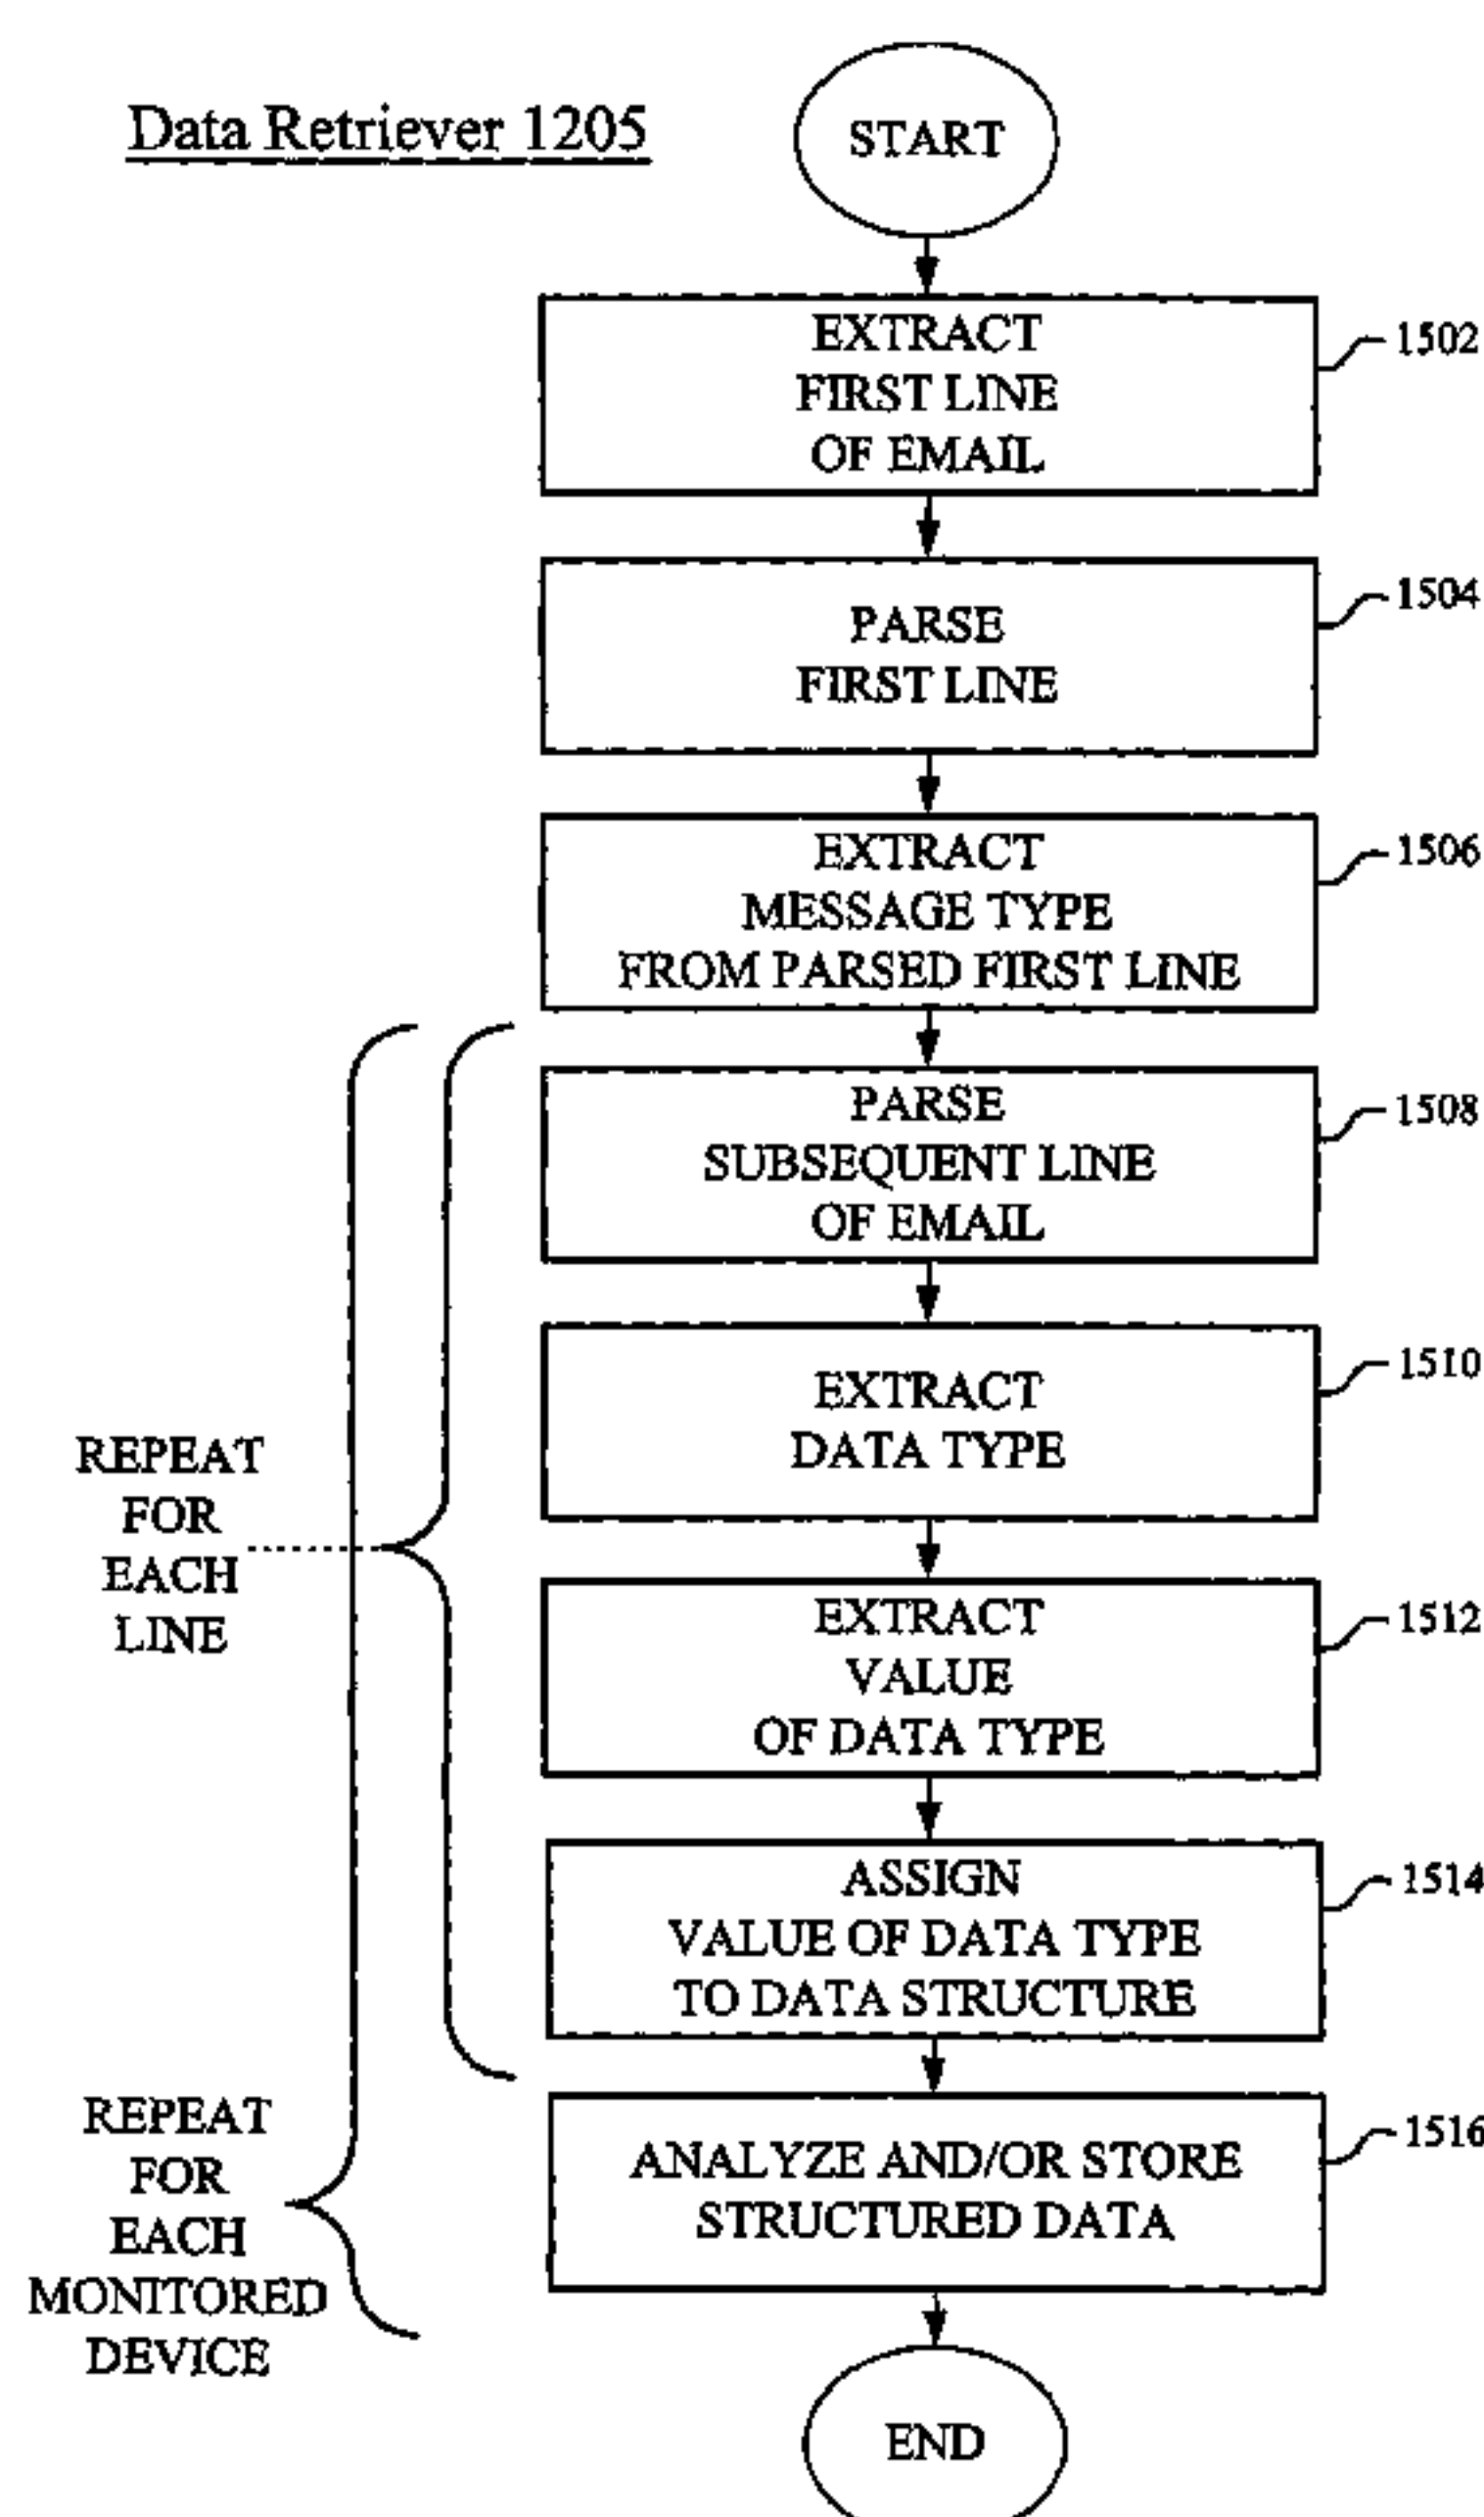 Data Retriever 1205
START
EXTRACT
FIRST LINE
OF EMAIL
1502
PARSE
FIRST LINE
1504
EXTRACT
MESSAGE TYPE
FROM PARSED FIRST LINE
1506
PARSE
SUBSEQUENT LINE
OF EMAIL
1508
EXTRACT
DATA TYPE
1510
REPEAT
FOR
EACH
LINE
EXTRACT
VALUE
OF DATA TYPE
1512
ASSIGN
VALUE OF DATA TYPE
TO DATA STRUCTURE
1514
REPEAT
FOR
EACH
MONITORED
DEVICE
ANALYZE AND/OR STORE
STRUCTURED DATA
1516
END